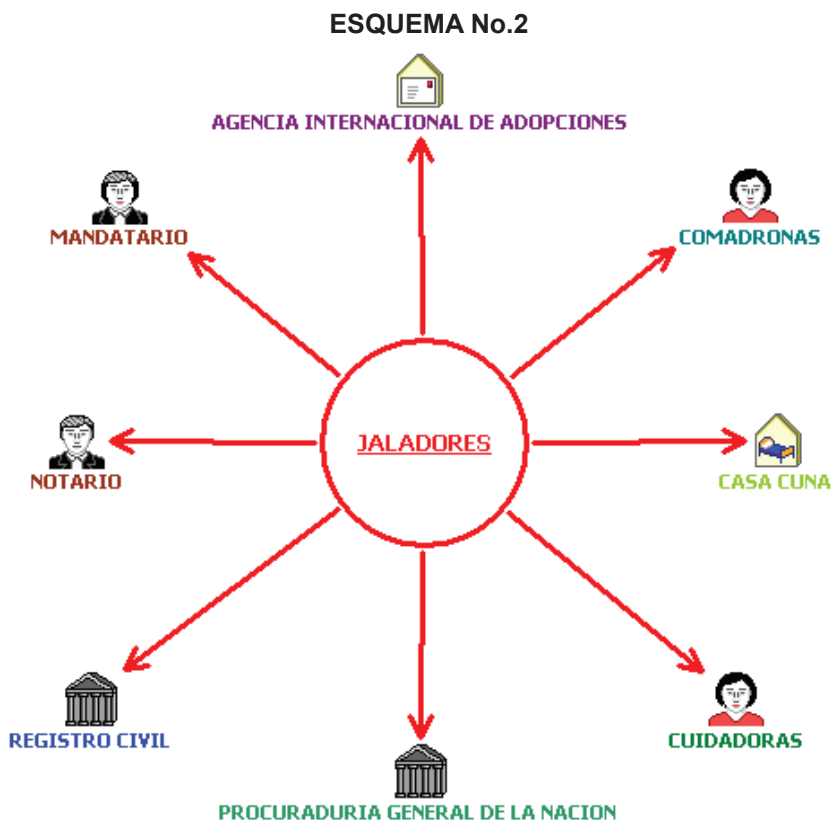 ESQUEMA No.2
AGENCIA INTERNACIONAL DE ADOPCIONES
MANDATARIO
COMADRONAS
JALADORES
NOTARIO
CASA CUNA
REGISTRO CIVIL
CUIDADORAS
PROCURADURIA GENERAL DE LA NACION